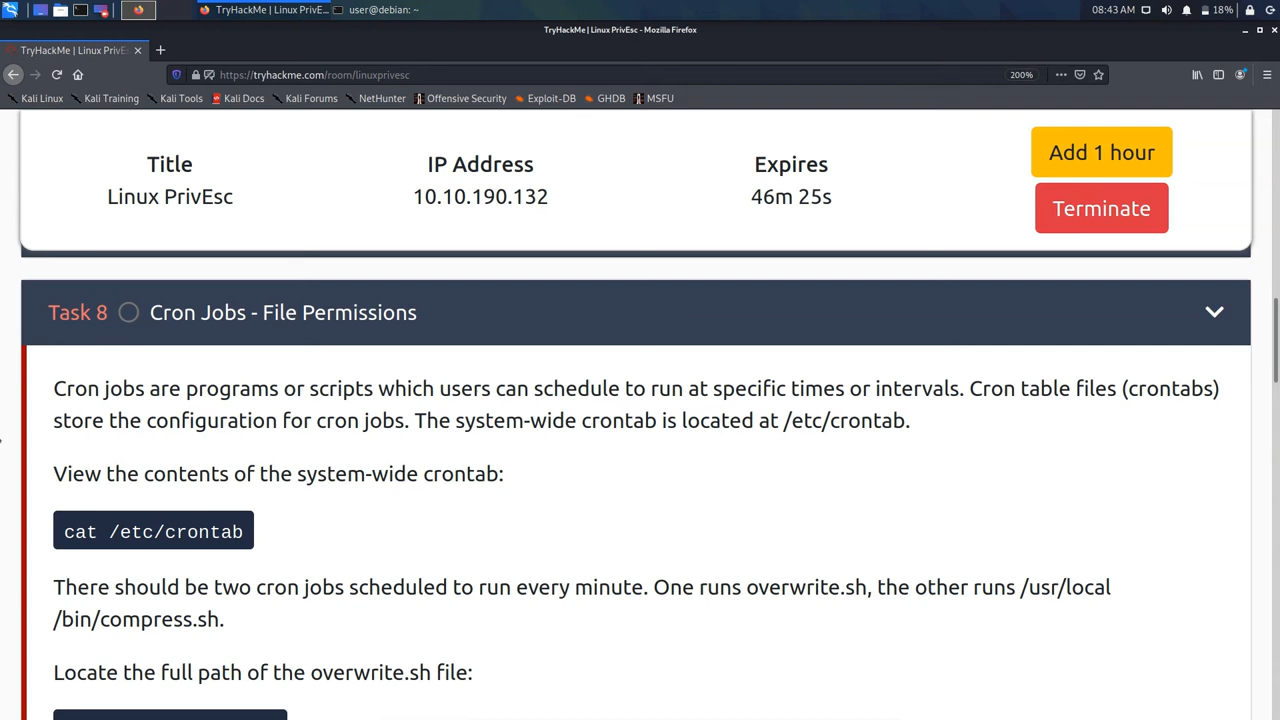 TryHackMe | Linux PrivE...
user@debian: ~
08:43 AM
18%
TryHackMe | Linux PrivEsc - Mozilla Firefox
TryHackMe | Linux PrivEsc
https://tryhackme.com/room/linuxprivesc
200%
Kali Linux
Kali Training
Kali Tools
Kali Docs
Kali Forums
NetHunter
Offensive Security
Exploit-DB
GHDB
MSFU
Title
IP Address
Expires
Add 1 hour
Linux PrivEsc
10.10.190.132
46m 25s
Terminate
Task 8 Cron Jobs - File Permissions
Cron jobs are programs or scripts which users can schedule to run at specific times or intervals. Cron table files (crontabs)
store the configuration for cron jobs. The system-wide crontab is located at /etc/crontab.
View the contents of the system-wide crontab:
cat /etc/crontab
There should be two cron jobs scheduled to run every minute. One runs overwrite.sh, the other runs /usr/local
/bin/compress.sh.
Locate the full path of the overwrite.sh file: